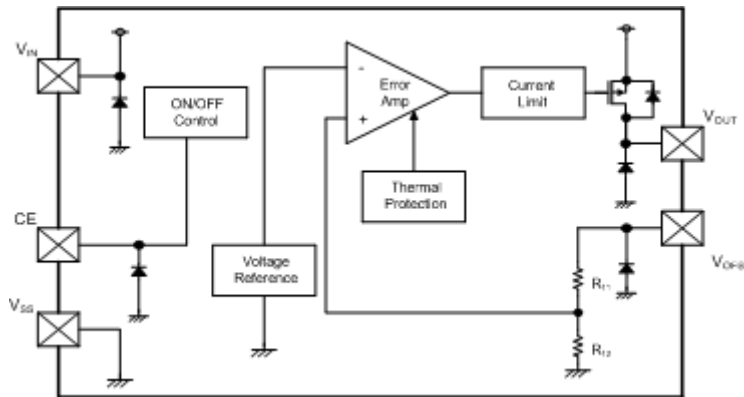 VIN
ON/OFF
Control
-
Error
Amp
+
Current
Limit
VOUT
Thermal
Protection
CE
Voltage
Reference
VOFB
Rf1
VSS
Rf2